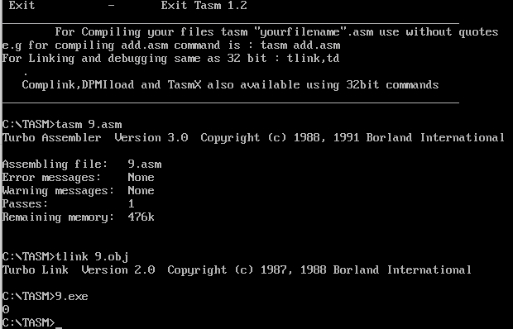 Exit          -       Exit Tasm 1.2
For Compiling your files tasm "yourfilename".asm use without quotes
e.g for compiling add.asm command is : tasm add.asm
For Linking and debugging same as 32 bit : tlink,td
.
Complink,DPMIload and TasmX also available using 32bit commands
C:\TASM>tasm 9.asm
Turbo Assembler  Version 3.0  Copyright (c) 1988, 1991 Borland International
Assembling file:   9.asm
Error messages:    None
Warning messages:  None
Passes:            1
Remaining memory:  476k
C:\TASM>tlink 9.obj
Turbo Link  Version 2.0  Copyright (c) 1987, 1988 Borland International
C:\TASM>9.exe
0
C:\TASM>_